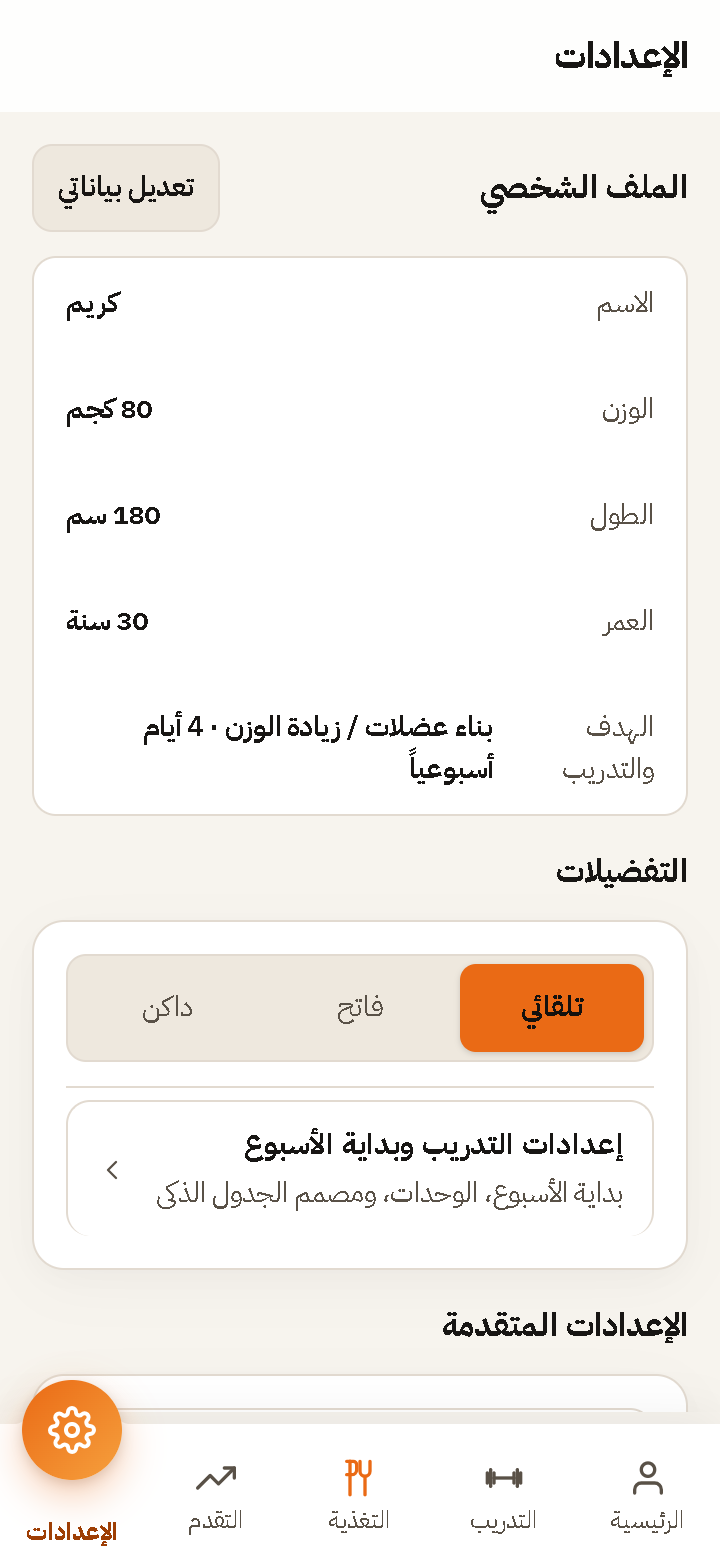 الإعدادات
الملف الشخصي
تعديل بياناتي
الاسم
كريم
الوزن
80 كجم
الطول
180 سم
العمر
30 سنة
الهدف
والتدريب
بناء عضلات / زيادة الوزن · 4 أيام
أسبوعياً
التفضيلات
تلقائي
فاتح
داكن
إعدادات التدريب وبداية الأسبوع
بداية الأسبوع، الوحدات، ومصمم الجدول الذكي
الإعدادات المتقدمة
الرئيسية
التدريب
التغذية
التقدم
الإعدادات